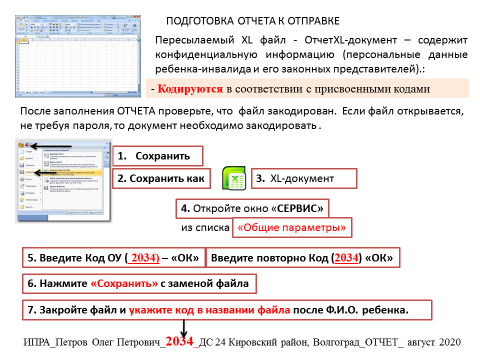 ПОДГОТОВКА ОТЧЕТА К ОТПРАВКЕ
Пересылаемый XL файл - ОтчетXL-документ – содержит
конфиденциальную информацию (персональные данные
ребенка-инвалида и его законных представителей).:
- Кодируются в соответствии с присвоенными кодами
После заполнения ОТЧЕТА проверьте, что файл закодирован. Если файл открывается,
не требуя пароля, то документ необходимо закодировать .
1. Сохранить
2. Сохранить как
3. XL-документ
4. Откройте окно «СЕРВИС»
из списка «Общие параметры»
5. Введите Код ОУ (_2034) – «ОК»
Введите повторно Код (2034) «ОК»
6. Нажмите «Сохранить» с заменой файла
7. Закройте файл и укажите код в названии файла после Ф.И.О. ребенка.
ИПРА_Петров Олег Петрович_2034_ДС 24 Кировский район, Волгоград_ОТЧЕТ_ август 2020